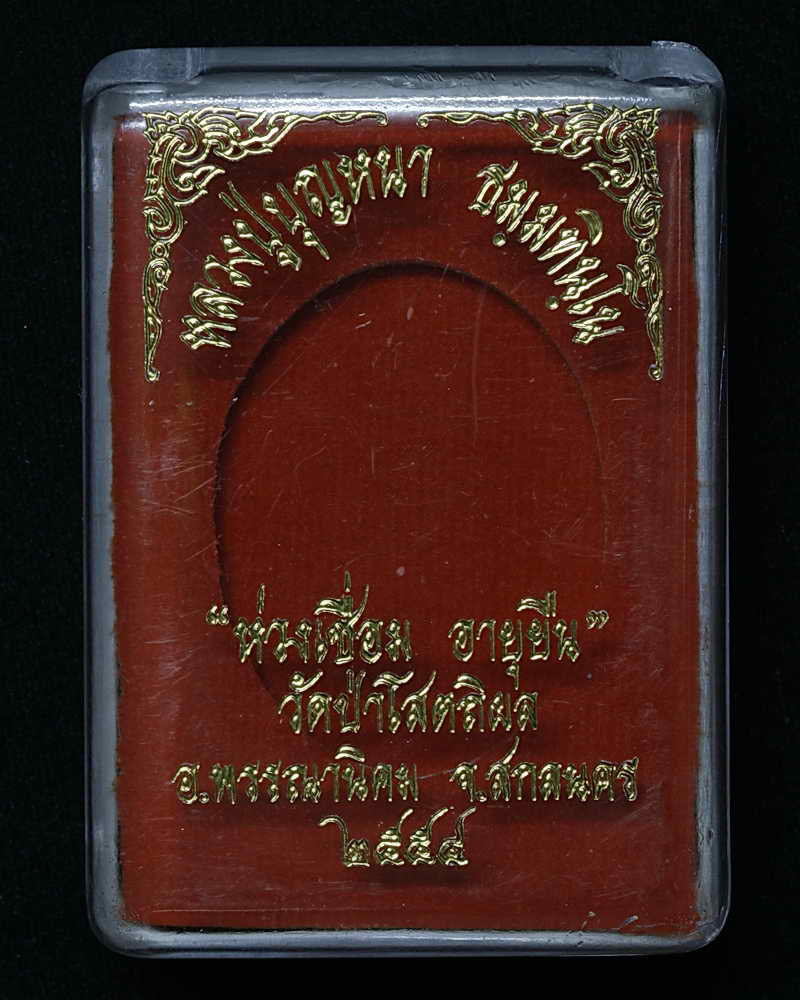 หลวงปู่บุญหนา ธมฺมทินฺโน
“ห่วงเชื่อม อายุยืน”
วัดป่าโสตถิผล
อ.พรรณานิคม จ.สกลนคร
๒๕๕๔